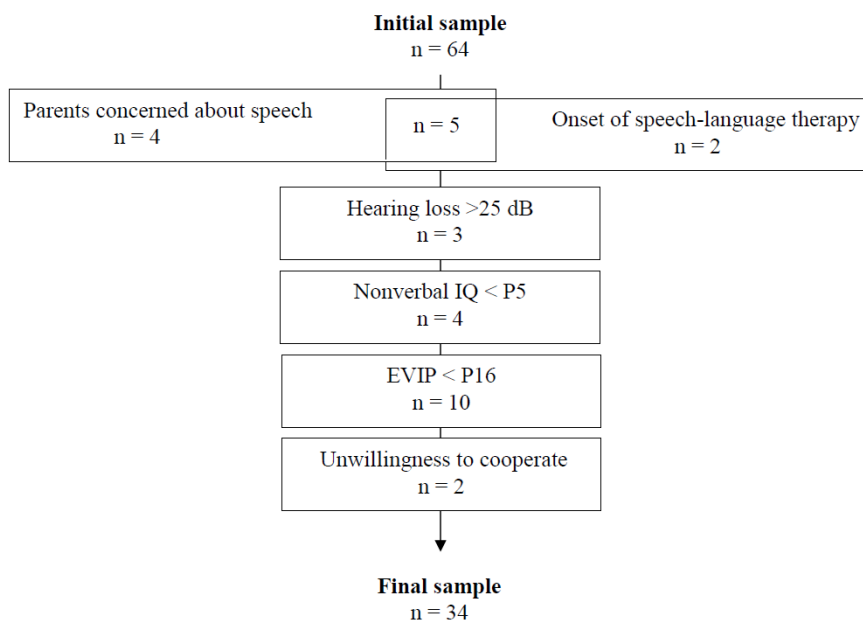 Initial sample
n = 64
Parents concerned about speech
n = 4
n = 5
Onset of speech-language therapy
n = 2
Hearing loss >25 dB
n = 3
Nonverbal IQ < P5
n = 4
EVIP < P16
n = 10
Unwillingness to cooperate
n = 2
Final sample
n = 34